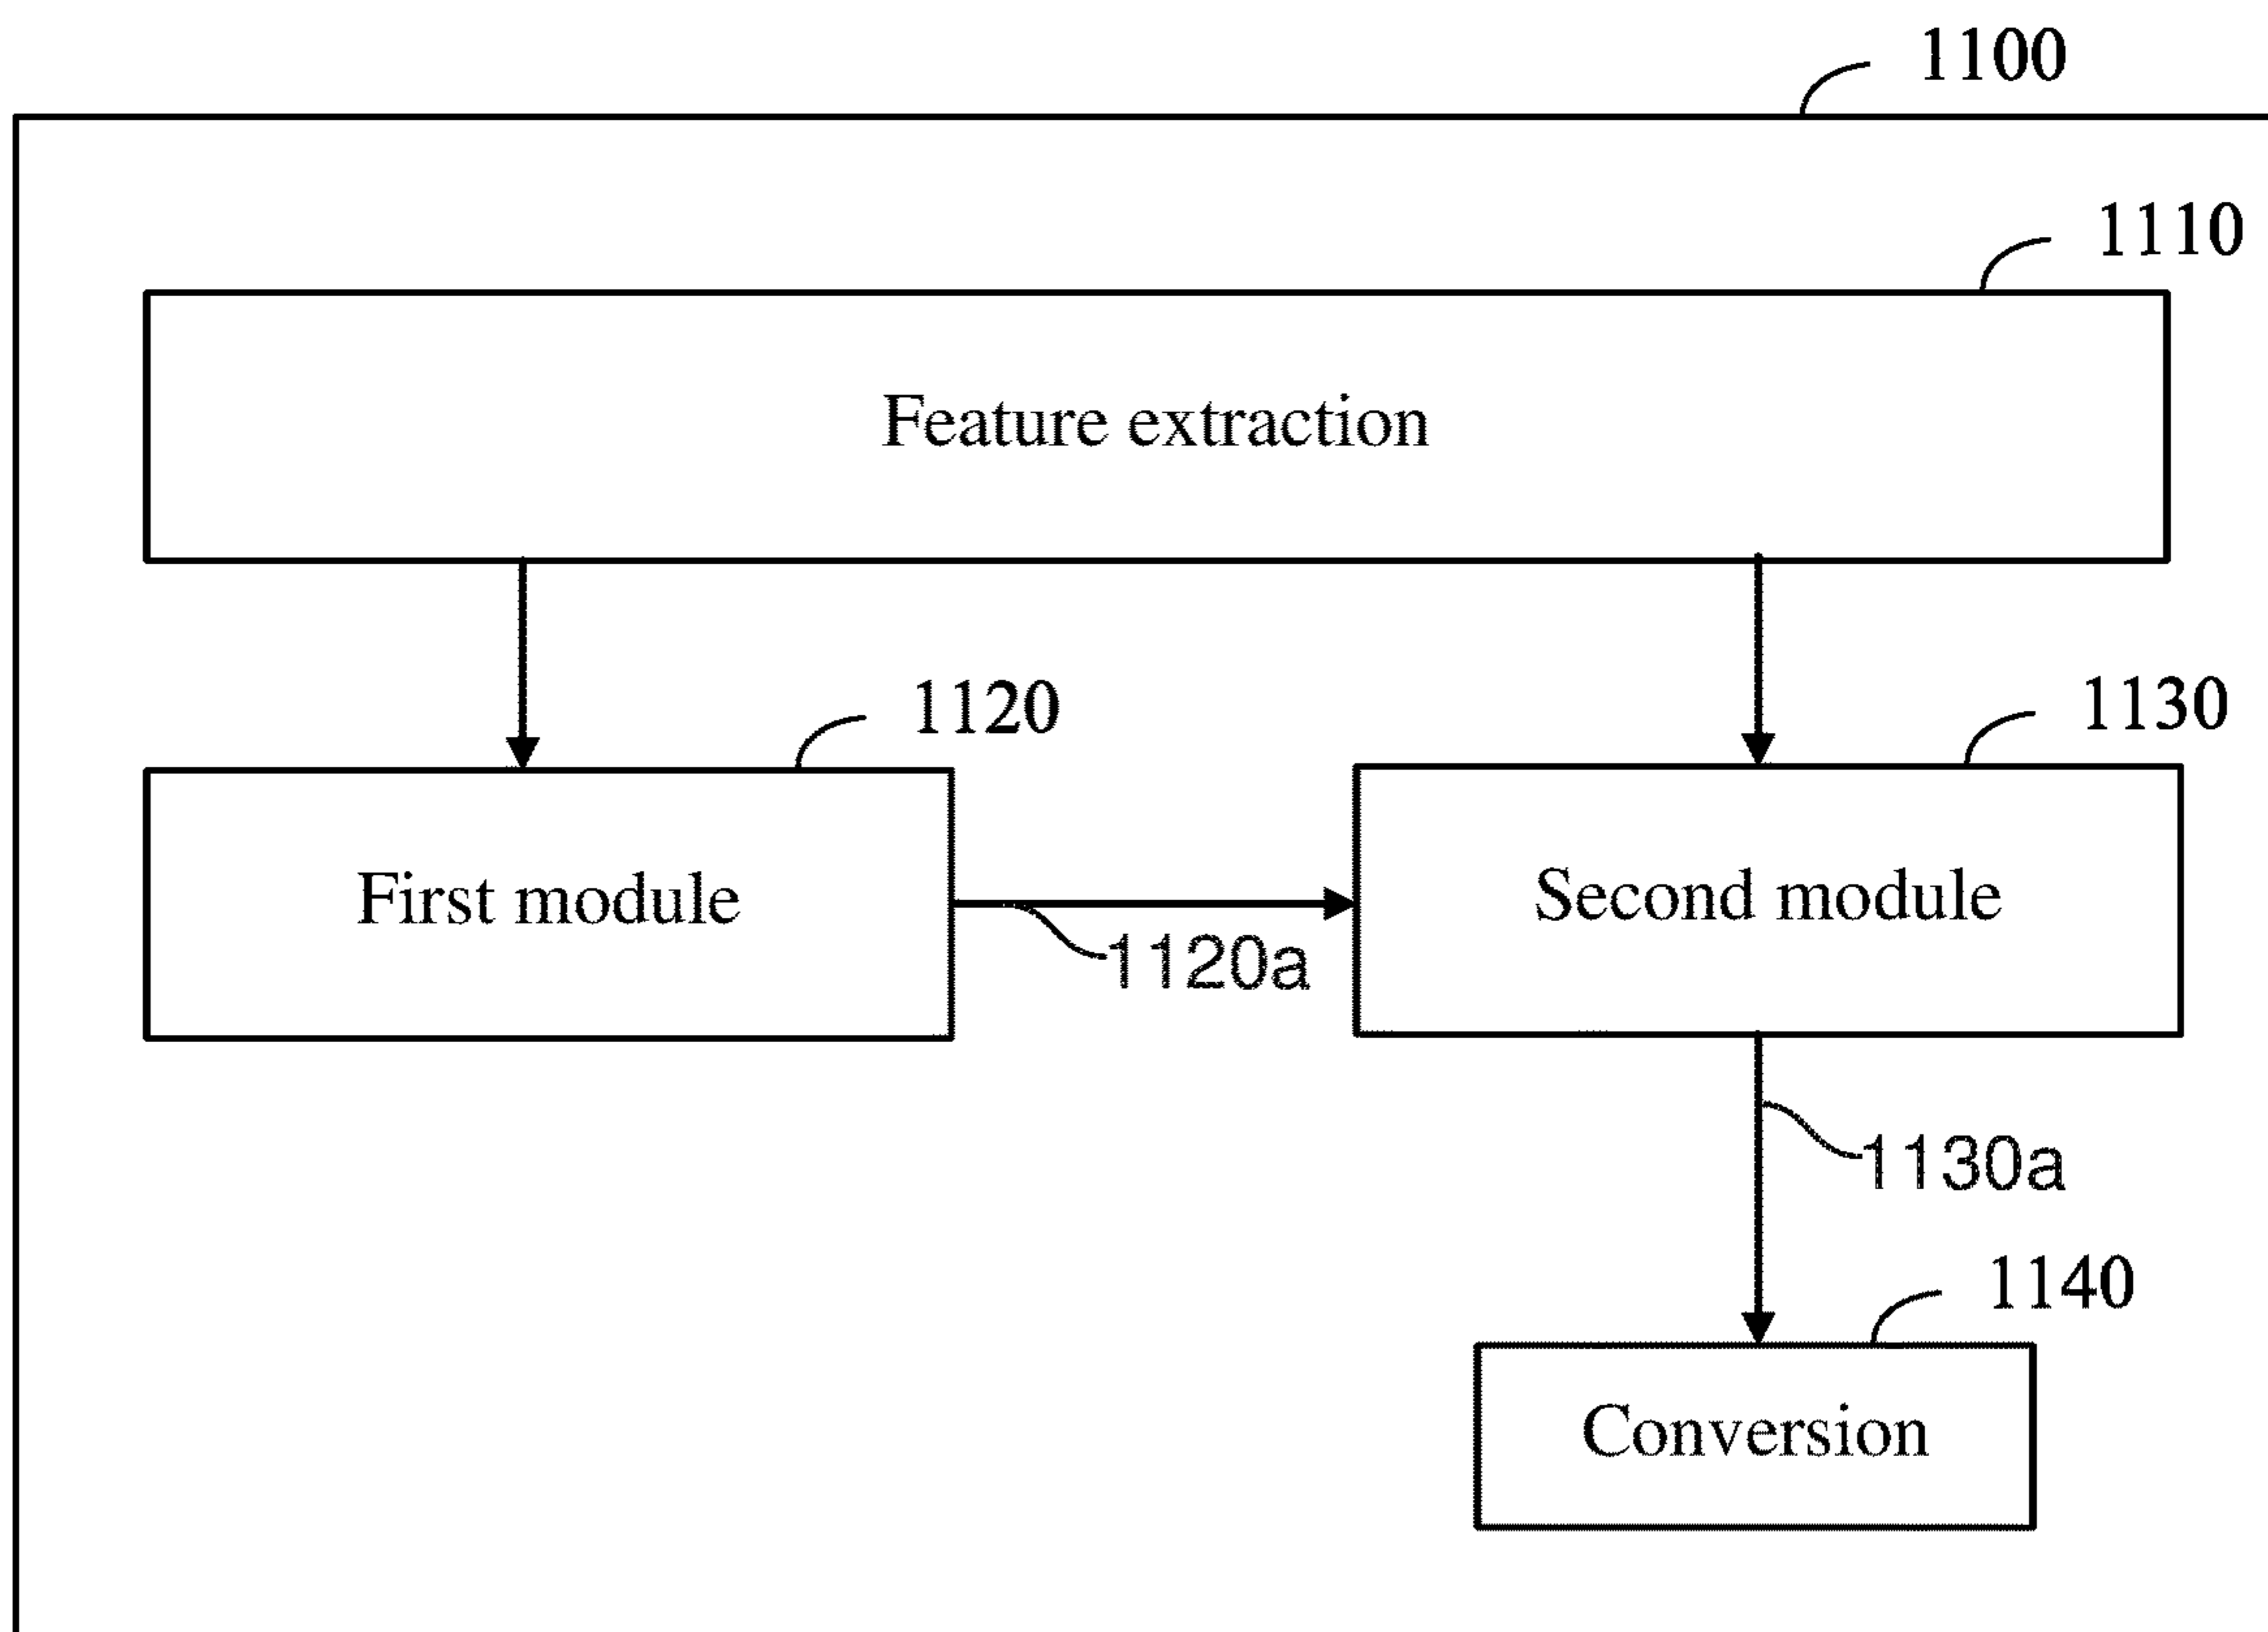 1100
1110
Feature extraction
1120
1130
First module
Second module
1120a
1130a
1140
Conversion